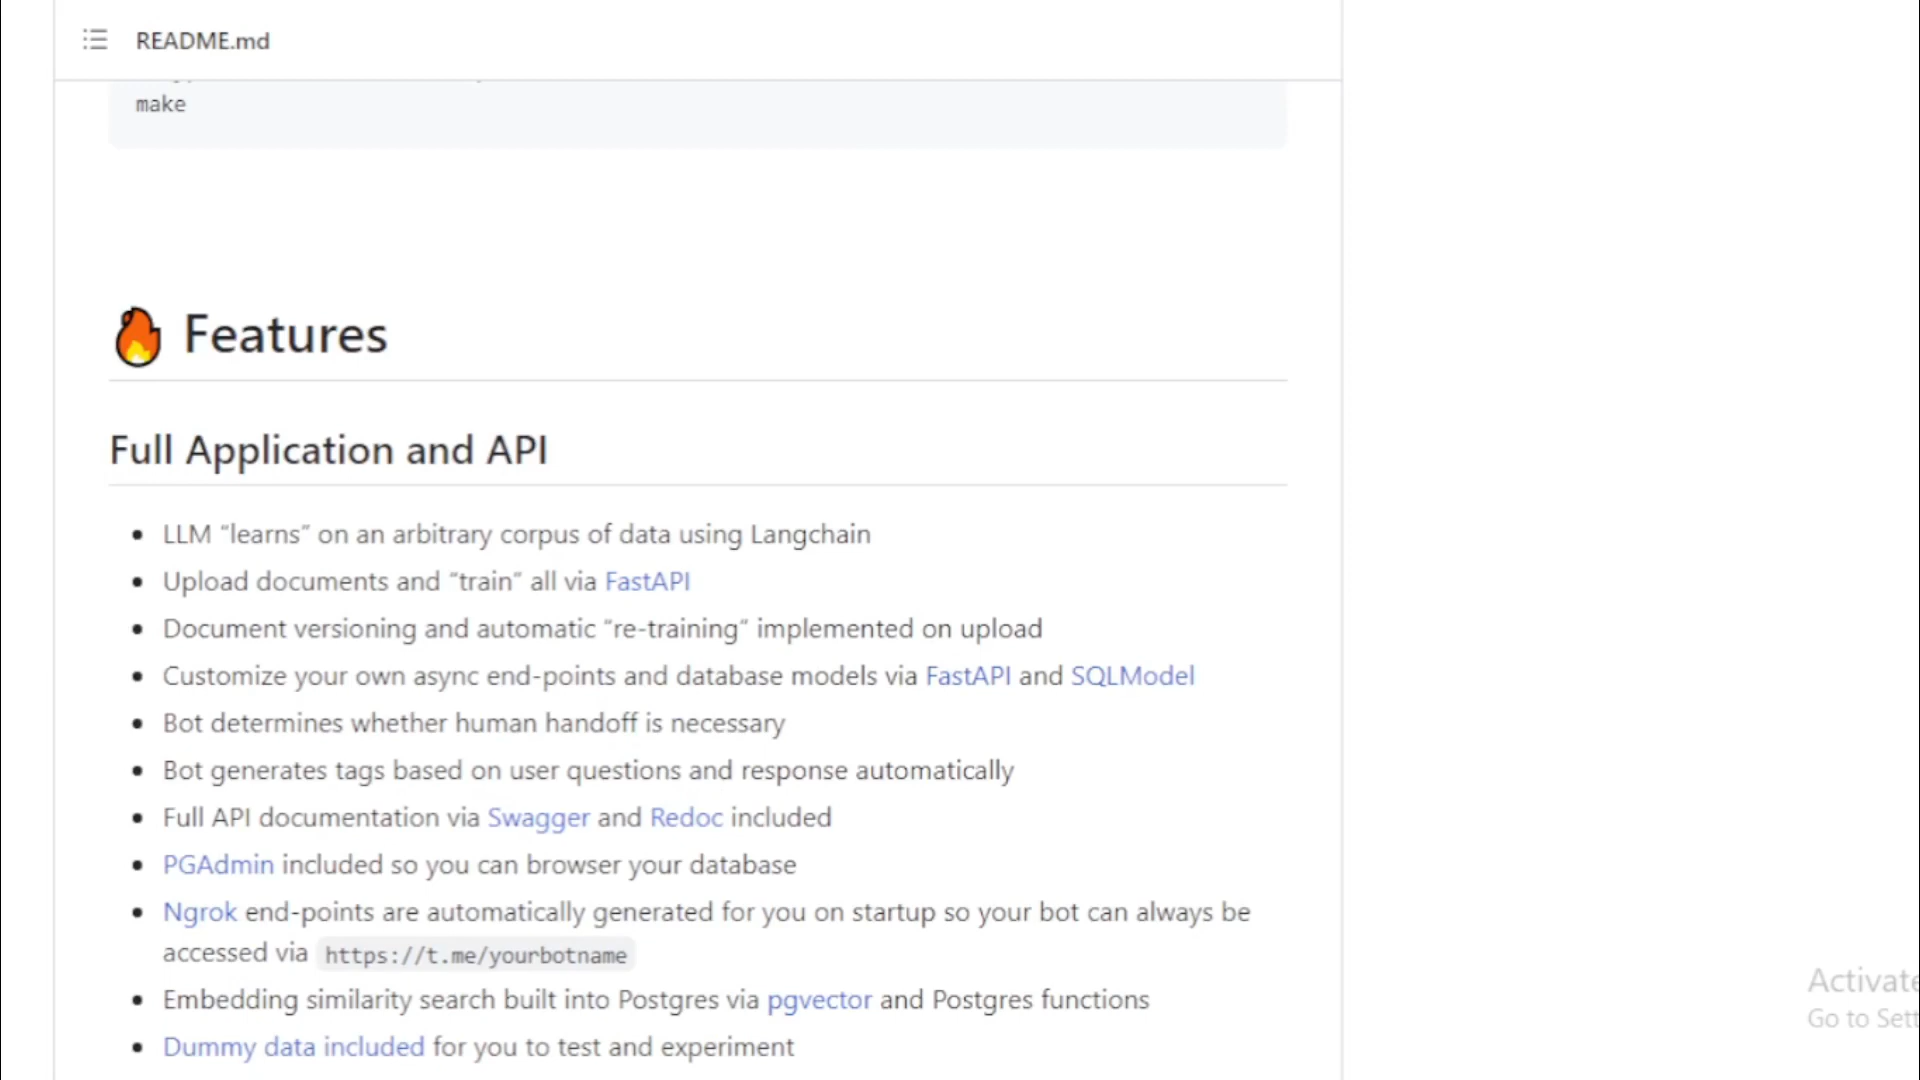 README.md
make
Features
Full Application and API
LLM “learns” on an arbitrary corpus of data using Langchain
Upload documents and “train” all via FastAPI
Document versioning and automatic “re-training” implemented on upload
Customize your own async end-points and database models via FastAPI and SQLModel
Bot determines whether human handoff is necessary
Bot generates tags based on user questions and response automatically
Full API documentation via Swagger and Redoc included
PGAdmin included so you can browser your database
Ngrok end-points are automatically generated for you on startup so your bot can always be
accessed via https://t.me/yourbotname
Embedding similarity search built into Postgres via pgvector and Postgres functions
Dummy data included for you to test and experiment
Activate
Go to Sett